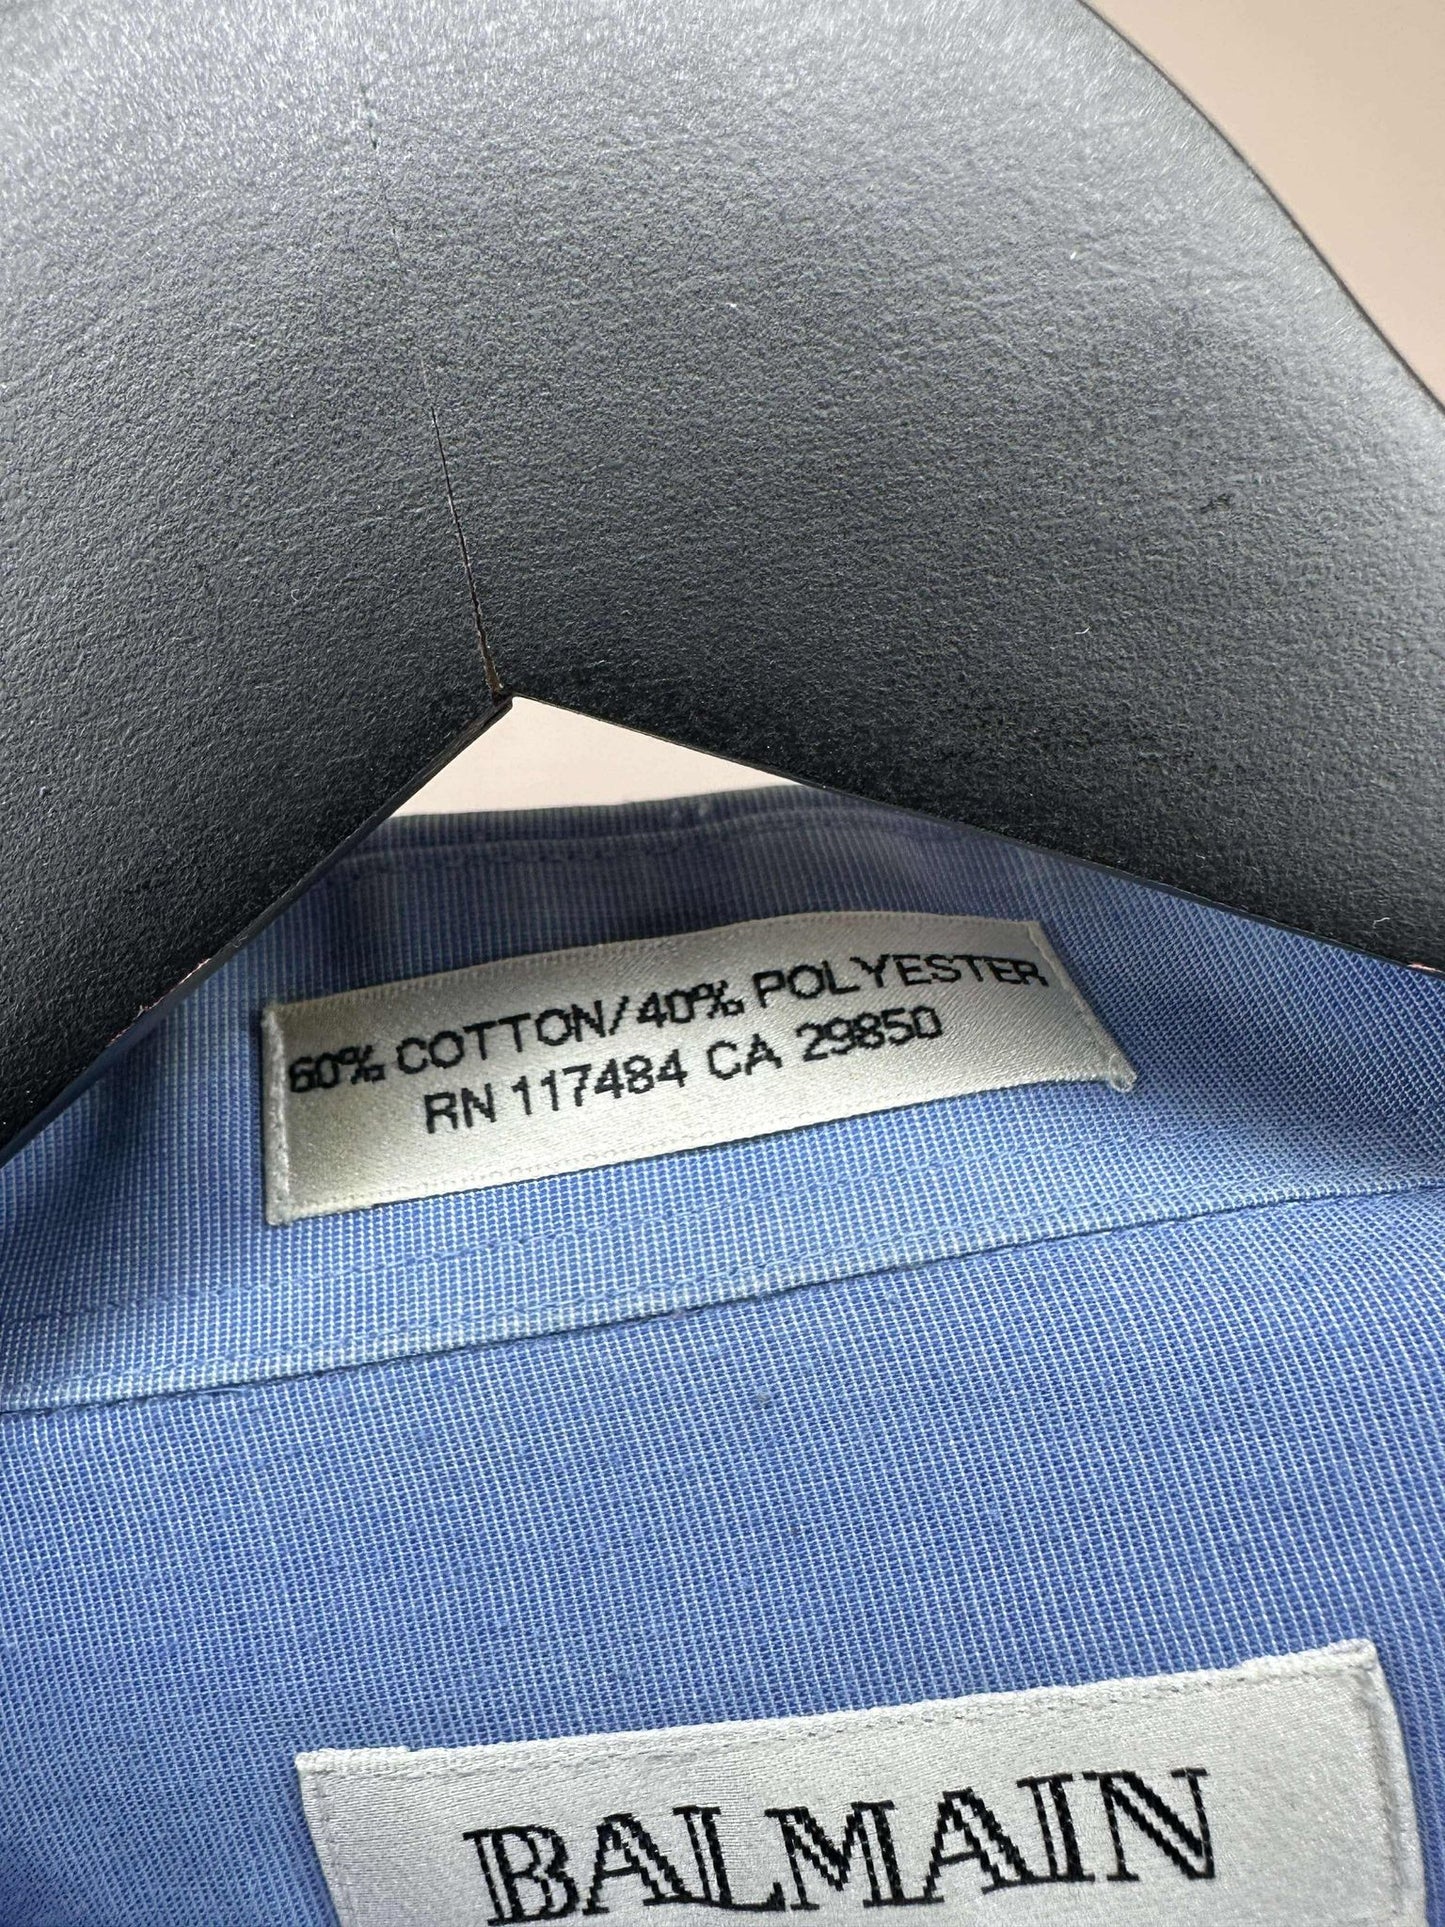 60% COTTON/40% POLYESTER
RN 117484 CA 29850
BALMAIN